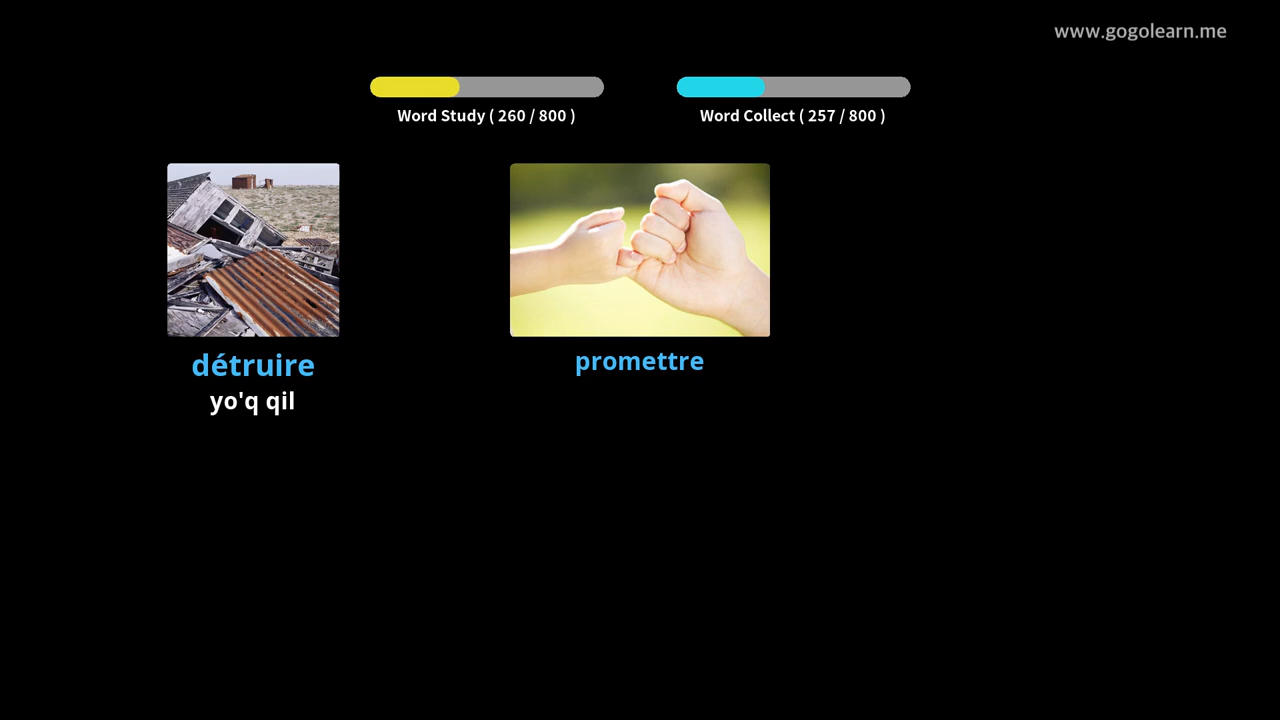 www.gogolearn.me
Word Study ( 260 / 800 )
Word Collect ( 257 / 800 )
détruire
yo'q qil
promettre